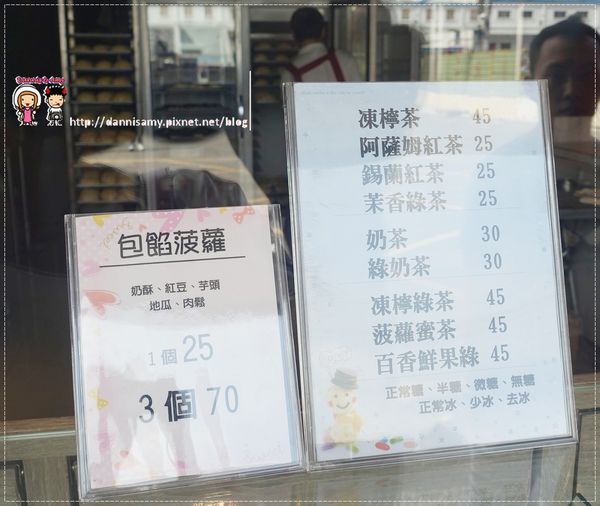 http://dannisamy.pixnet.net/blog
包餡菠蘿
奶酥、紅豆、芋頭
地瓜、肉鬆
1個 25
3個 70
凍檸茶 45
阿薩姆紅茶 25
錫蘭紅茶 25
茉香綠茶 25
奶茶 30
綠奶茶 30
凍檸綠茶 45
菠蘿蜜茶 45
百香鮮果綠 45
正常糖、半糖、微糖、無糖
正常冰、少冰、去冰